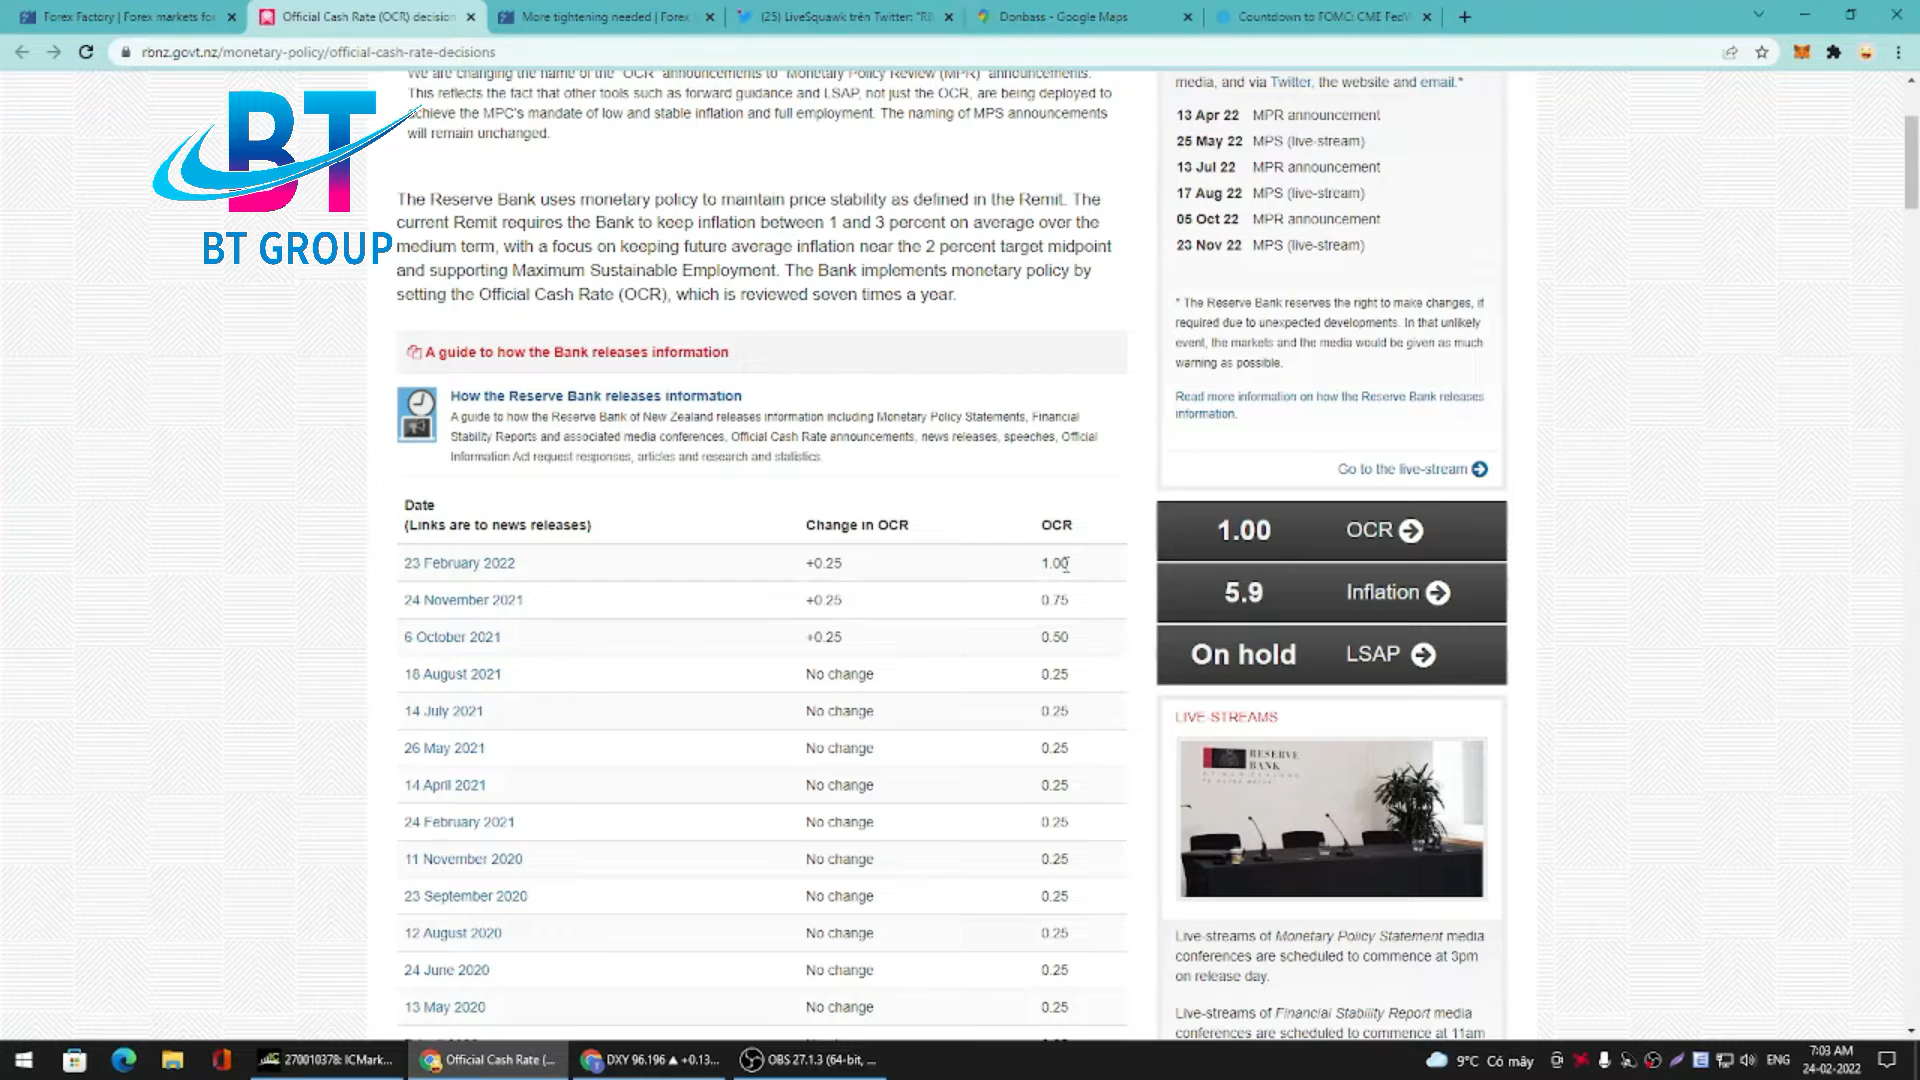 Forex Factory | Forex markets for
Official Cash Rate (OCR) decision
More tightening needed | Forex
(25) LiveSquawk trên Twitter: "RE
Donbass - Google Maps
Countdown to FOMC: CME FedW
rbnz.govt.nz/monetary-policy/official-cash-rate-decisions
We are changing the name of the "OCR" announcements to "Monetary Policy Review (MPR)" announcements.
This reflects the fact that other tools such as forward guidance and LSAP, not just the OCR, are being deployed to
achieve the MPC's mandate of low and stable inflation and full employment. The naming of MPS announcements
will remain unchanged.
BT
BT GROUP
The Reserve Bank uses monetary policy to maintain price stability as defined in the Remit. The
current Remit requires the Bank to keep inflation between 1 and 3 percent on average over the
medium term, with a focus on keeping future average inflation near the 2 percent target midpoint
and supporting Maximum Sustainable Employment. The Bank implements monetary policy by
setting the Official Cash Rate (OCR), which is reviewed seven times a year.
A guide to how the Bank releases information
How the Reserve Bank releases information
A guide to how the Reserve Bank of New Zealand releases information including Monetary Policy Statements, Financial
Stability Reports and associated media conferences, Official Cash Rate announcements, news releases, speeches, Official
Information Act request responses, articles and research and statistics.
Date
(Links are to news releases) Change in OCR OCR
23 February 2022 +0.25 1.00
24 November 2021 +0.25 0.75
6 October 2021 +0.25 0.50
18 August 2021 No change 0.25
14 July 2021 No change 0.25
26 May 2021 No change 0.25
14 April 2021 No change 0.25
24 February 2021 No change 0.25
11 November 2020 No change 0.25
23 September 2020 No change 0.25
12 August 2020 No change 0.25
24 June 2020 No change 0.25
13 May 2020 No change 0.25
media, and via Twitter, the website and email.*
13 Apr 22 MPR announcement
25 May 22 MPS (live-stream)
13 Jul 22 MPR announcement
17 Aug 22 MPS (live-stream)
05 Oct 22 MPR announcement
23 Nov 22 MPS (live-stream)
* The Reserve Bank reserves the right to make changes, if
required due to unexpected developments. In that unlikely
event, the markets and the media would be given as much
warning as possible.
Read more information on how the Reserve Bank releases
information.
Go to the live-stream
1.00 OCR
5.9 Inflation
On hold LSAP
LIVE-STREAMS
RESERVE
BANK
Live-streams of Monetary Policy Statement media
conferences are scheduled to commence at 3pm
on release day.
Live-streams of Financial Stability Report media
conferences are scheduled to commence at 11am
270010378: ICMark...
Official Cash Rate (...
DXY 96.196 ▲ +0.13...
OBS 27.1.3 (64-bit, ...
9°C Có mây
ENG
7:03 AM
24-02-2022